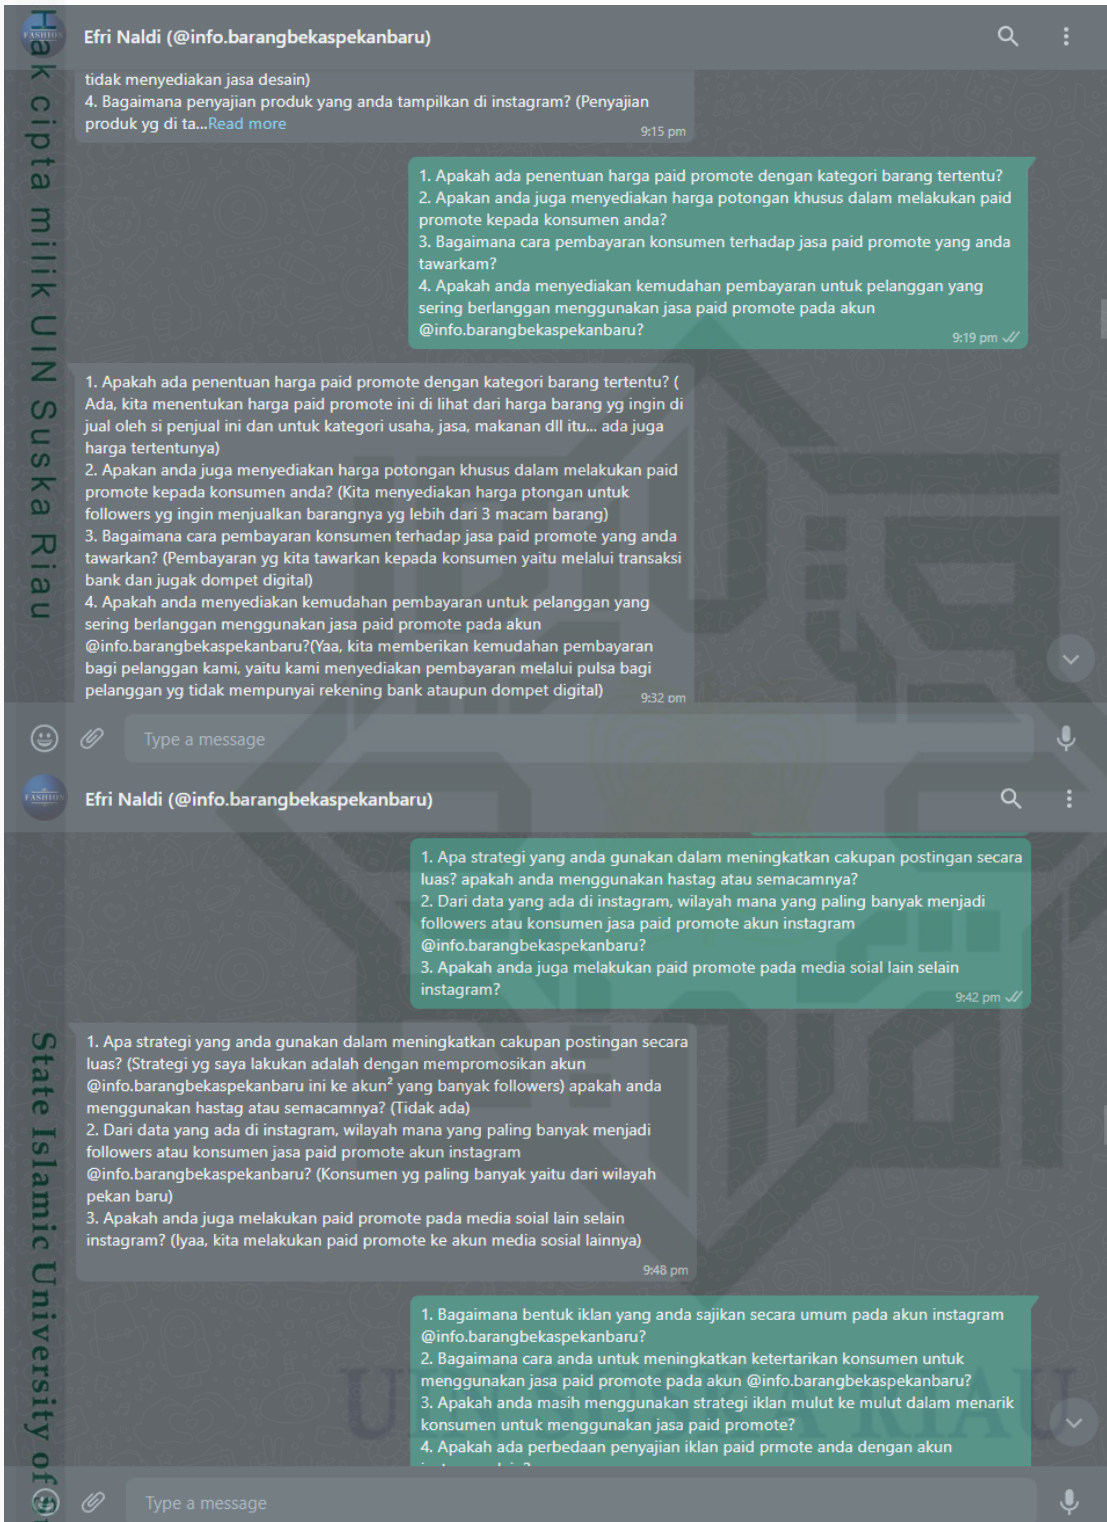 Hak cipta milik UIN Suska Riau
FASHION
Efri Naldi (@info.barangbekaspekanbaru)
tidak menyediakan jasa desain)
4. Bagaimana penyajian produk yang anda tampilkan di instagram? (Penyajian
produk yg di ta...Read more
9:15 pm
1. Apakah ada penentuan harga paid promote dengan kategori barang tertentu?
2. Apakan anda juga menyediakan harga potongan khusus dalam melakukan paid
promote kepada konsumen anda?
3. Bagaimana cara pembayaran konsumen terhadap jasa paid promote yang anda
tawarkam?
4. Apakah anda menyediakan kemudahan pembayaran untuk pelanggan yang
sering berlanggan menggunakan jasa paid promote pada akun
@info.barangbekaspekanbaru?
9:19 pm
1. Apakah ada penentuan harga paid promote dengan kategori barang tertentu? (
Ada, kita menentukan harga paid promote ini di lihat dari harga barang yg ingin di
jual oleh si penjual ini dan untuk kategori usaha, jasa, makanan dll itu... ada juga
harga tertentunya)
2. Apakan anda juga menyediakan harga potongan khusus dalam melakukan paid
promote kepada konsumen anda? (Kita menyediakan harga ptongan untuk
followers yg ingin menjualkan barangnya yg lebih dari 3 macam barang)
3. Bagaimana cara pembayaran konsumen terhadap jasa paid promote yang anda
tawarkan? (Pembayaran yg kita tawarkan kepada konsumen yaitu melalui transaksi
bank dan jugak dompet digital)
4. Apakah anda menyediakan kemudahan pembayaran untuk pelanggan yang
sering berlanggan menggunakan jasa paid promote pada akun
@info.barangbekaspekanbaru?(Yaa, kita memberikan kemudahan pembayaran
bagi pelanggan kami, yaitu kami menyediakan pembayaran melalui pulsa bagi
pelanggan yg tidak mempunyai rekening bank ataupun dompet digital)
9:32 pm
Type a message
FASHION
Efri Naldi (@info.barangbekaspekanbaru)
1. Apa strategi yang anda gunakan dalam meningkatkan cakupan postingan secara
luas? apakah anda menggunakan hastag atau semacamnya?
2. Dari data yang ada di instagram, wilayah mana yang paling banyak menjadi
followers atau konsumen jasa paid promote akun instagram
@info.barangbekaspekanbaru?
3. Apakah anda juga melakukan paid promote pada media soial lain selain
instagram?
9:42 pm
1. Apa strategi yang anda gunakan dalam meningkatkan cakupan postingan secara
luas? (Strategi yg saya lakukan adalah dengan mempromosikan akun
@info.barangbekaspekanbaru ini ke akun² yang banyak followers) apakah anda
menggunakan hastag atau semacamnya? (Tidak ada)
2. Dari data yang ada di instagram, wilayah mana yang paling banyak menjadi
followers atau konsumen jasa paid promote akun instagram
@info.barangbekaspekanbaru? (Konsumen yg paling banyak yaitu dari wilayah
pekan baru)
3. Apakah anda juga melakukan paid promote pada media soial lain selain
instagram? (Iyaa, kita melakukan paid promote ke akun media sosial lainnya)
9:48 pm
1. Bagaimana bentuk iklan yang anda sajikan secara umum pada akun instagram
@info.barangbekaspekanbaru?
2. Bagaimana cara anda untuk meningkatkan ketertarikan konsumen untuk
menggunakan jasa paid promote pada akun @info.barangbekaspekanbaru?
3. Apakah anda masih menggunakan strategi iklan mulut ke mulut dalam menarik
konsumen untuk menggunakan jasa paid promote?
4. Apakah ada perbedaan penyajian iklan paid prmote anda dengan akun
Type a message
State Islamic University of
UIN SUSKA RIAU